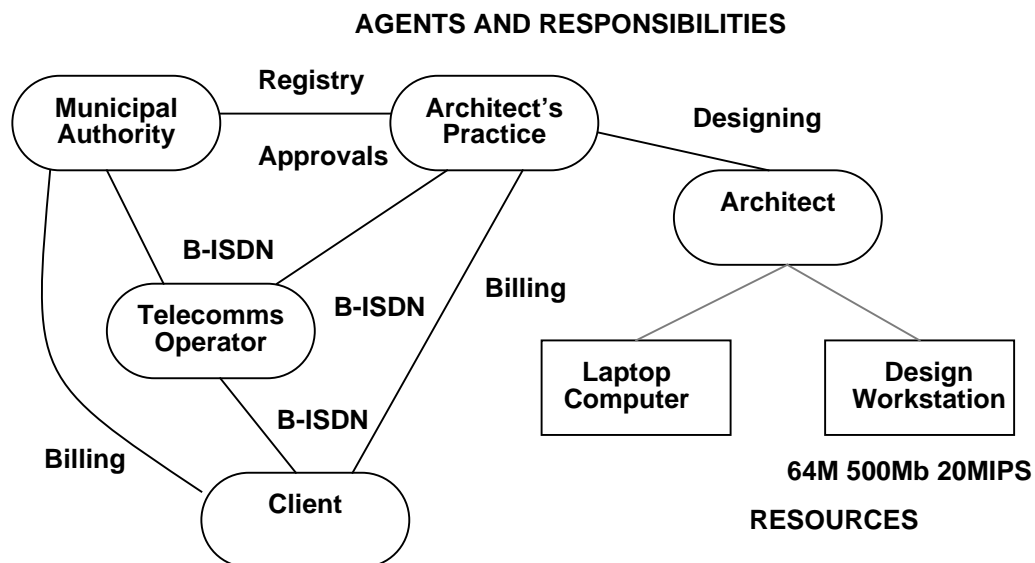 AGENTS AND RESPONSIBILITIES
Registry
Municipal
Authority
Architect's
Practice
Designing
Approvals
Architect
B-ISDN
B-ISDN
Billing
Telecomms
Operator
Laptop
Computer
Design
Workstation
B-ISDN
Billing
64M 500Mb 20MIPS
Client
RESOURCES